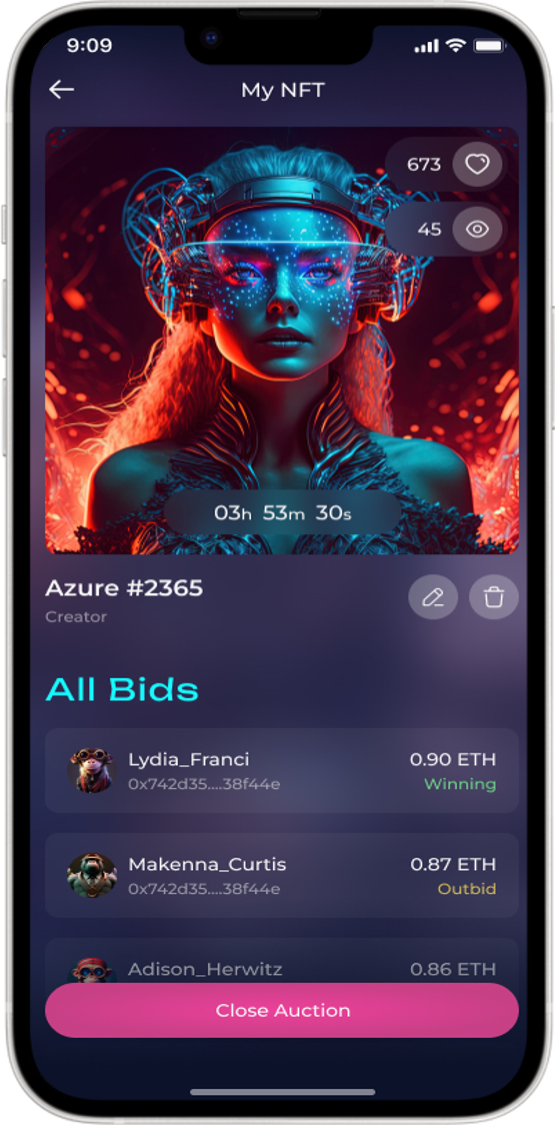 9:09
My NFT
673
45
03h 53m 30s
Azure #2365
Creator
All Bids
Lydia_Franci 0.90 ETH
0x742d35....38f44e Winning
Makenna_Curtis 0.87 ETH
0x742d35....38f44e Outbid
Adison_Herwitz 0.86 ETH
Close Auction